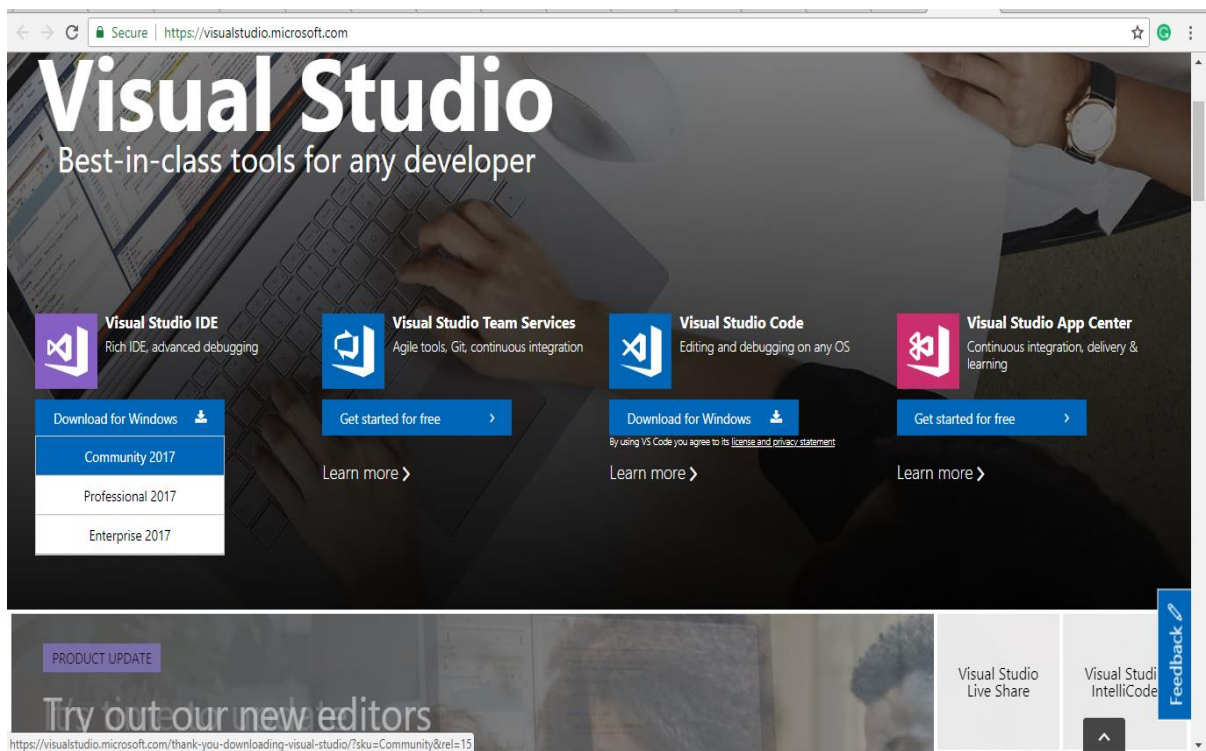 Secure | https://visualstudio.microsoft.com
Visual Studio
Best-in-class tools for any developer
Visual Studio IDE
Rich IDE, advanced debugging
Download for Windows
Community 2017
Professional 2017
Enterprise 2017
Visual Studio Team Services
Agile tools, Git, continuous integration
Get started for free
Learn more
Visual Studio Code
Editing and debugging on any OS
Download for Windows
By using VS Code you agree to its license and privacy statement
Learn more
Visual Studio App Center
Continuous integration, delivery &
learning
Get started for free
Learn more
Feedback
PRODUCT UPDATE
Try out our new editors
Visual Studio
Live Share
Visual Studi
IntelliCode
https://visualstudio.microsoft.com/thank-you-downloading-visual-studio/?sku=Community&rel=15